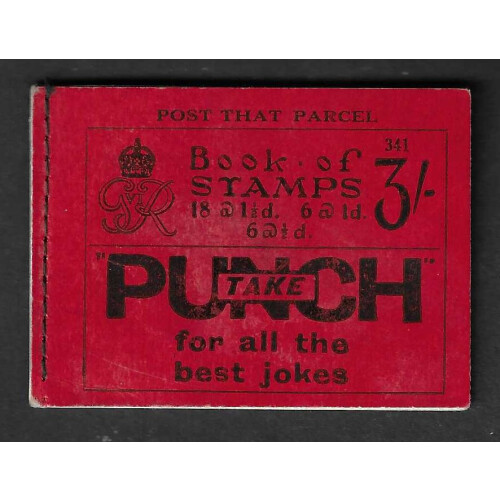 POST THAT PARCEL
341
Book · of
STAMPS
3/-
18 @ 1½d. 6 @ 1d.
6 @ ½d.
GVIR
"PUNCH"
TAKE
for all the
best jokes